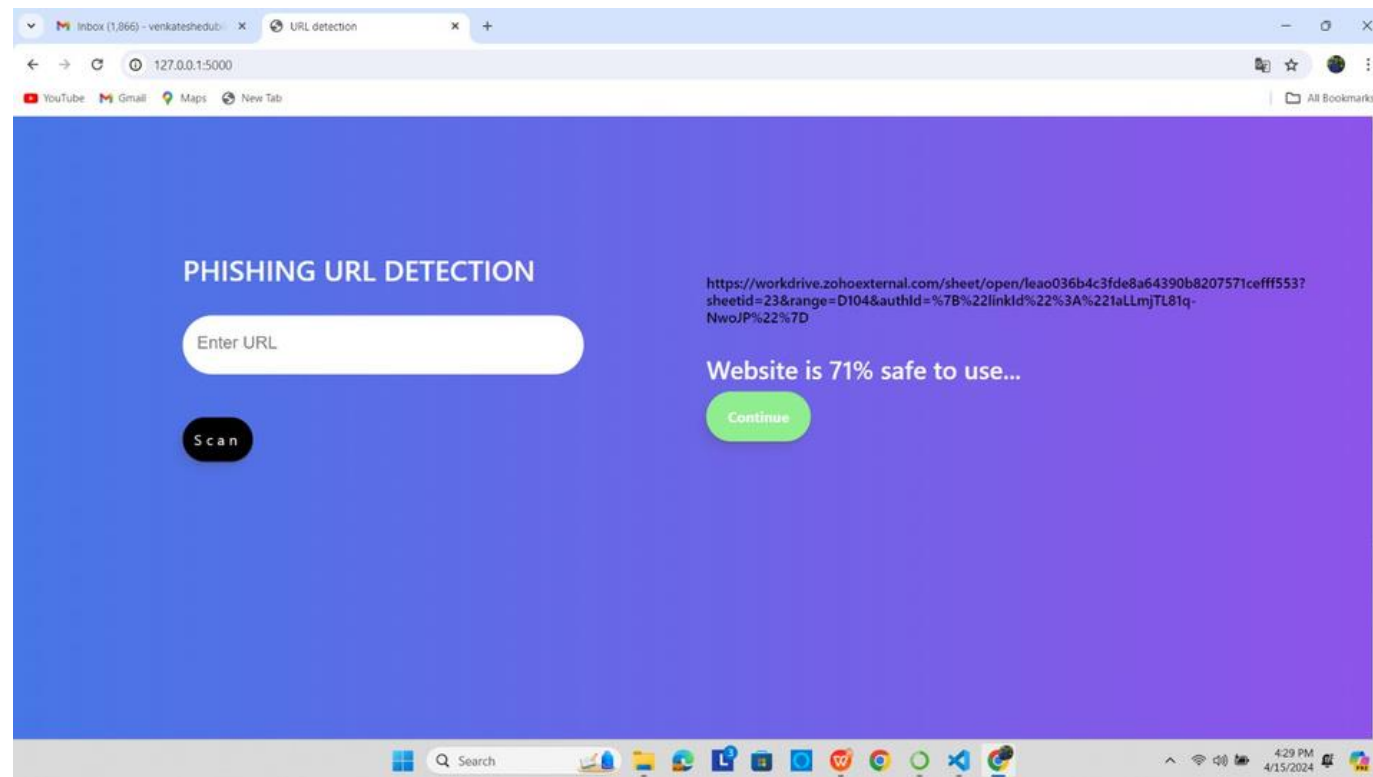 Inbox (1,866) - venkateshedubi
URL detection
127.0.0.1:5000
YouTube
Gmail
Maps
New Tab
All Bookmarks
PHISHING URL DETECTION
Enter URL
Scan
https://workdrive.zohoexternal.com/sheet/open/leao036b4c3fde8a64390b8207571cefff553?
sheetid=23&range=D104&authId=%7B%22linkId%22%3A%221aLLmjTL81q-
NwoJP%22%7D
Website is 71% safe to use...
Continue
Search
4:29 PM
4/15/2024